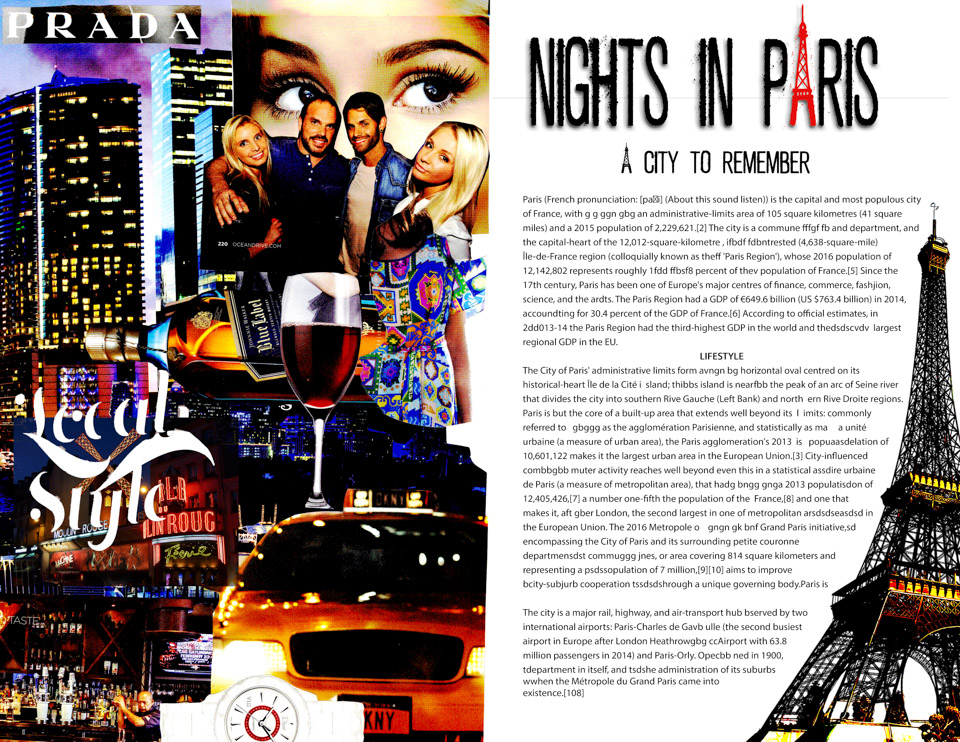 PRADA
220 OCEANDRIVE.COM
Blue Label
Local
Style
MOULIN ROUGE
MACHINE
ROUG
TASTE
NIGHTS IN PARIS
A CITY TO REMEMBER
Paris (French pronunciation: [pa⍰] (About this sound listen)) is the capital and most populous city
of France, with g g ggn gbg an administrative-limits area of 105 square kilometres (41 square
miles) and a 2015 population of 2,229,621.[2] The city is a commune fffgf fb and department, and
the capital-heart of the 12,012-square-kilometre , ifbdf fdbntrested (4,638-square-mile)
Île-de-France region (colloquially known as theff 'Paris Region'), whose 2016 population of
12,142,802 represents roughly 1fdd ffbsf8 percent of thev population of France.[5] Since the
17th century, Paris has been one of Europe's major centres of finance, commerce, fashjion,
science, and the ardts. The Paris Region had a GDP of €649.6 billion (US $763.4 billion) in 2014,
accoundting for 30.4 percent of the GDP of France.[6] According to official estimates, in
2dd013-14 the Paris Region had the third-highest GDP in the world and thedsdscvdv largest
regional GDP in the EU.
LIFESTYLE
The City of Paris' administrative limits form avngn bg horizontal oval centred on its
historical-heart Île de la Cité i sland; thibbs island is nearfbb the peak of an arc of Seine river
that divides the city into southern Rive Gauche (Left Bank) and north ern Rive Droite regions.
Paris is but the core of a built-up area that extends well beyond its l imits: commonly
referred to gbggg as the agglomération Parisienne, and statistically as ma a unité
urbaine (a measure of urban area), the Paris agglomeration's 2013 is poppuaasdelation of
10,601,122 makes it the largest urban area in the European Union.[3] City-influenced
combbgbb muter activity reaches well beyond even this in a statistical assdire urbaine
de Paris (a measure of metropolitan area), that hadg bngg gnga 2013 populatisdon of
12,405,426,[7] a number one-fifth the population of the France,[8] and one that
makes it, aft gber London, the second largest in one of metropolitan arsdsdseasdsd in
the European Union. The 2016 Metropole o gngn gk bnf Grand Paris initiative,sd
encompassing the City of Paris and its surrounding petite couronne
departmensdst commuggg jnes, or area covering 814 square kilometers and
representing a psdssopulation of 7 million,[9][10] aims to improve
bcity-subjurb cooperation tssdsdshrough a unique governing body.Paris is
The city is a major rail, highway, and air-transport hub bserved by two
international airports: Paris-Charles de Gavb ulle (the second busiest
airport in Europe after London Heathrowgbg ccAirport with 63.8
million passengers in 2014) and Paris-Orly. Opecbb ned in 1900,
tdepartment in itself, and tsdshe administration of its suburbs
wwhen the Métropole du Grand Paris came into
existence.[108]